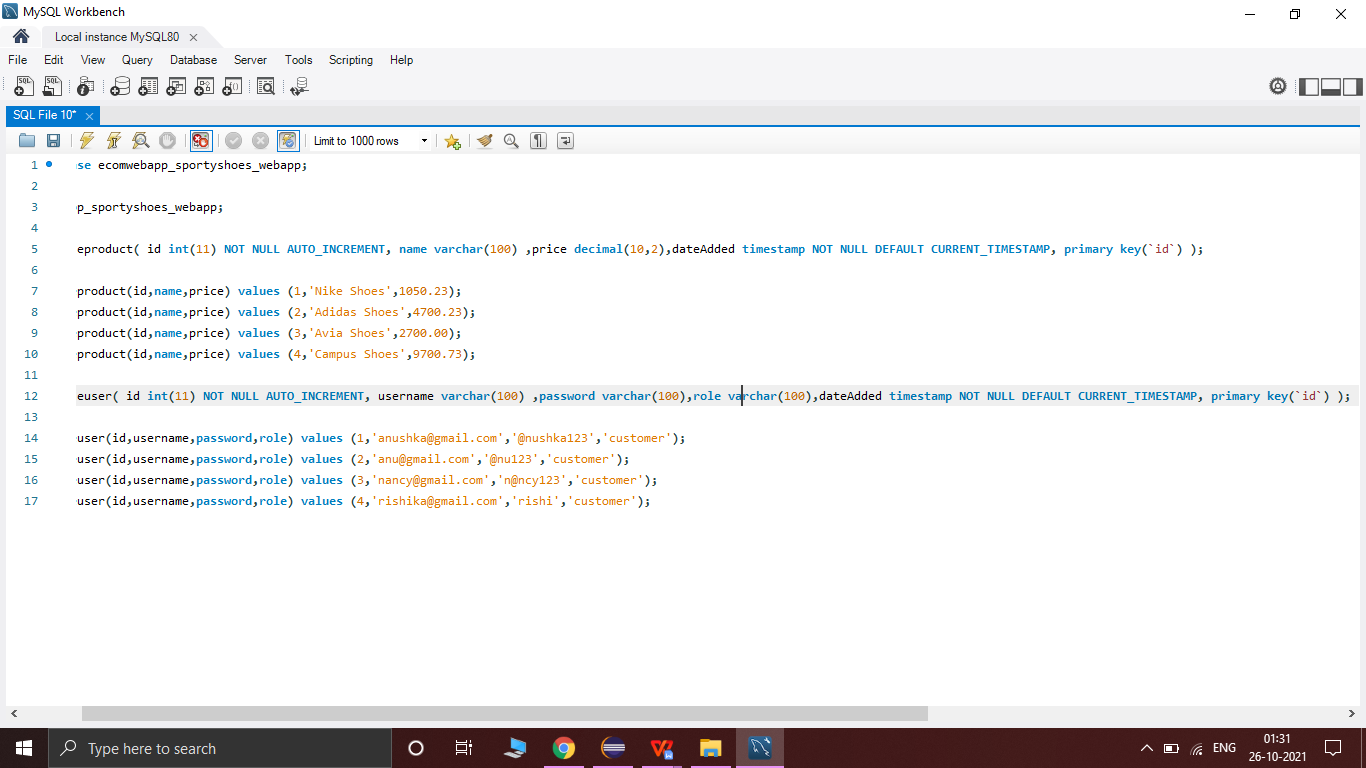 MySQL Workbench
Local instance MySQL80
File Edit View Query Database Server Tools Scripting Help
SQL File 10*
Limit to 1000 rows
1 se ecomwebapp_sportyshoes_webapp;
2
3 p_sportyshoes_webapp;
4
5 eproduct( id int(11) NOT NULL AUTO_INCREMENT, name varchar(100) ,price decimal(10,2),dateAdded timestamp NOT NULL DEFAULT CURRENT_TIMESTAMP, primary key(`id`) );
6
7 product(id,name,price) values (1,'Nike Shoes',1050.23);
8 product(id,name,price) values (2,'Adidas Shoes',4700.23);
9 product(id,name,price) values (3,'Avia Shoes',2700.00);
10 product(id,name,price) values (4,'Campus Shoes',9700.73);
11
12 euser( id int(11) NOT NULL AUTO_INCREMENT, username varchar(100) ,password varchar(100),role varchar(100),dateAdded timestamp NOT NULL DEFAULT CURRENT_TIMESTAMP, primary key(`id`) );
13
14 user(id,username,password,role) values (1,'anushka@gmail.com','@nushka123','customer');
15 user(id,username,password,role) values (2,'anu@gmail.com','@nu123','customer');
16 user(id,username,password,role) values (3,'nancy@gmail.com','n@ncy123','customer');
17 user(id,username,password,role) values (4,'rishika@gmail.com','rishi','customer');
Type here to search
ENG
01:31
26-10-2021